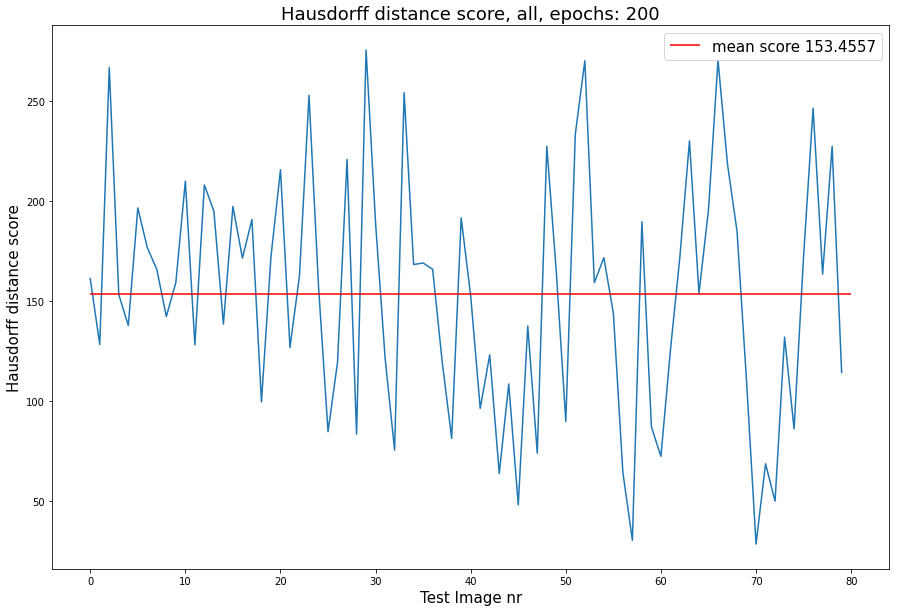 Hausdorff distance score, all, epochs: 200
mean score 153.4557
Hausdorff distance score
250
200
150
100
50
0 10 20 30 40 50 60 70 80
Test Image nr